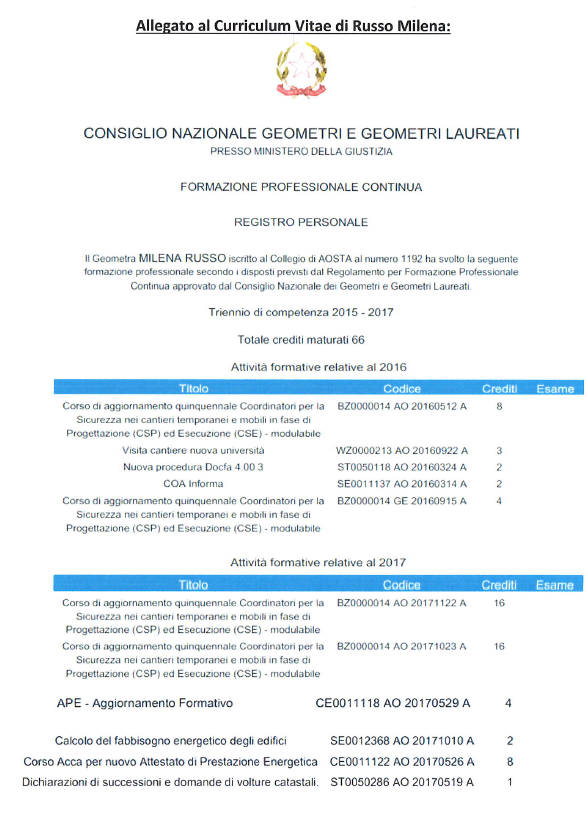 Allegato al Curriculum Vitae di Russo Milena:
CONSIGLIO NAZIONALE GEOMETRI E GEOMETRI LAUREATI
PRESSO MINISTERO DELLA GIUSTIZIA
FORMAZIONE PROFESSIONALE CONTINUA
REGISTRO PERSONALE
Il Geometra MILENA RUSSO iscritto al Collegio di AOSTA al numero 1192 ha svolto la seguente
formazione professionale secondo i disposti previsti dal Regolamento per Formazione Professionale
Continua approvato dal Consiglio Nazionale dei Geometri e Geometri Laureati.
Triennio di competenza 2015 - 2017
Totale crediti maturati 66
Attività formative relative al 2016
Titolo Codice Crediti Esame
Corso di aggiornamento quinquennale Coordinatori per la BZ0000014 AO 20160512 A 8
Sicurezza nei cantieri temporanei e mobili in fase di
Progettazione (CSP) ed Esecuzione (CSE) - modulabile
Visita cantiere nuova università WZ0000213 AO 20160922 A 3
Nuova procedura Docfa 4.00.3 ST0050118 AO 20160324 A 2
COA Informa SE0011137 AO 20160314 A 2
Corso di aggiornamento quinquennale Coordinatori per la BZ0000014 GE 20160915 A 4
Sicurezza nei cantieri temporanei e mobili in fase di
Progettazione (CSP) ed Esecuzione (CSE) - modulabile
Attività formative relative al 2017
Titolo Codice Crediti Esame
Corso di aggiornamento quinquennale Coordinatori per la BZ0000014 AO 20171122 A 16
Sicurezza nei cantieri temporanei e mobili in fase di
Progettazione (CSP) ed Esecuzione (CSE) - modulabile
Corso di aggiornamento quinquennale Coordinatori per la BZ0000014 AO 20171023 A 16
Sicurezza nei cantieri temporanei e mobili in fase di
Progettazione (CSP) ed Esecuzione (CSE) - modulabile
APE - Aggiornamento Formativo CE0011118 AO 20170529 A 4
Calcolo del fabbisogno energetico degli edifici SE0012368 AO 20171010 A 2
Corso Acca per nuovo Attestato di Prestazione Energetica CE0011122 AO 20170526 A 8
Dichiarazioni di successioni e domande di volture catastali. ST0050286 AO 20170519 A 1